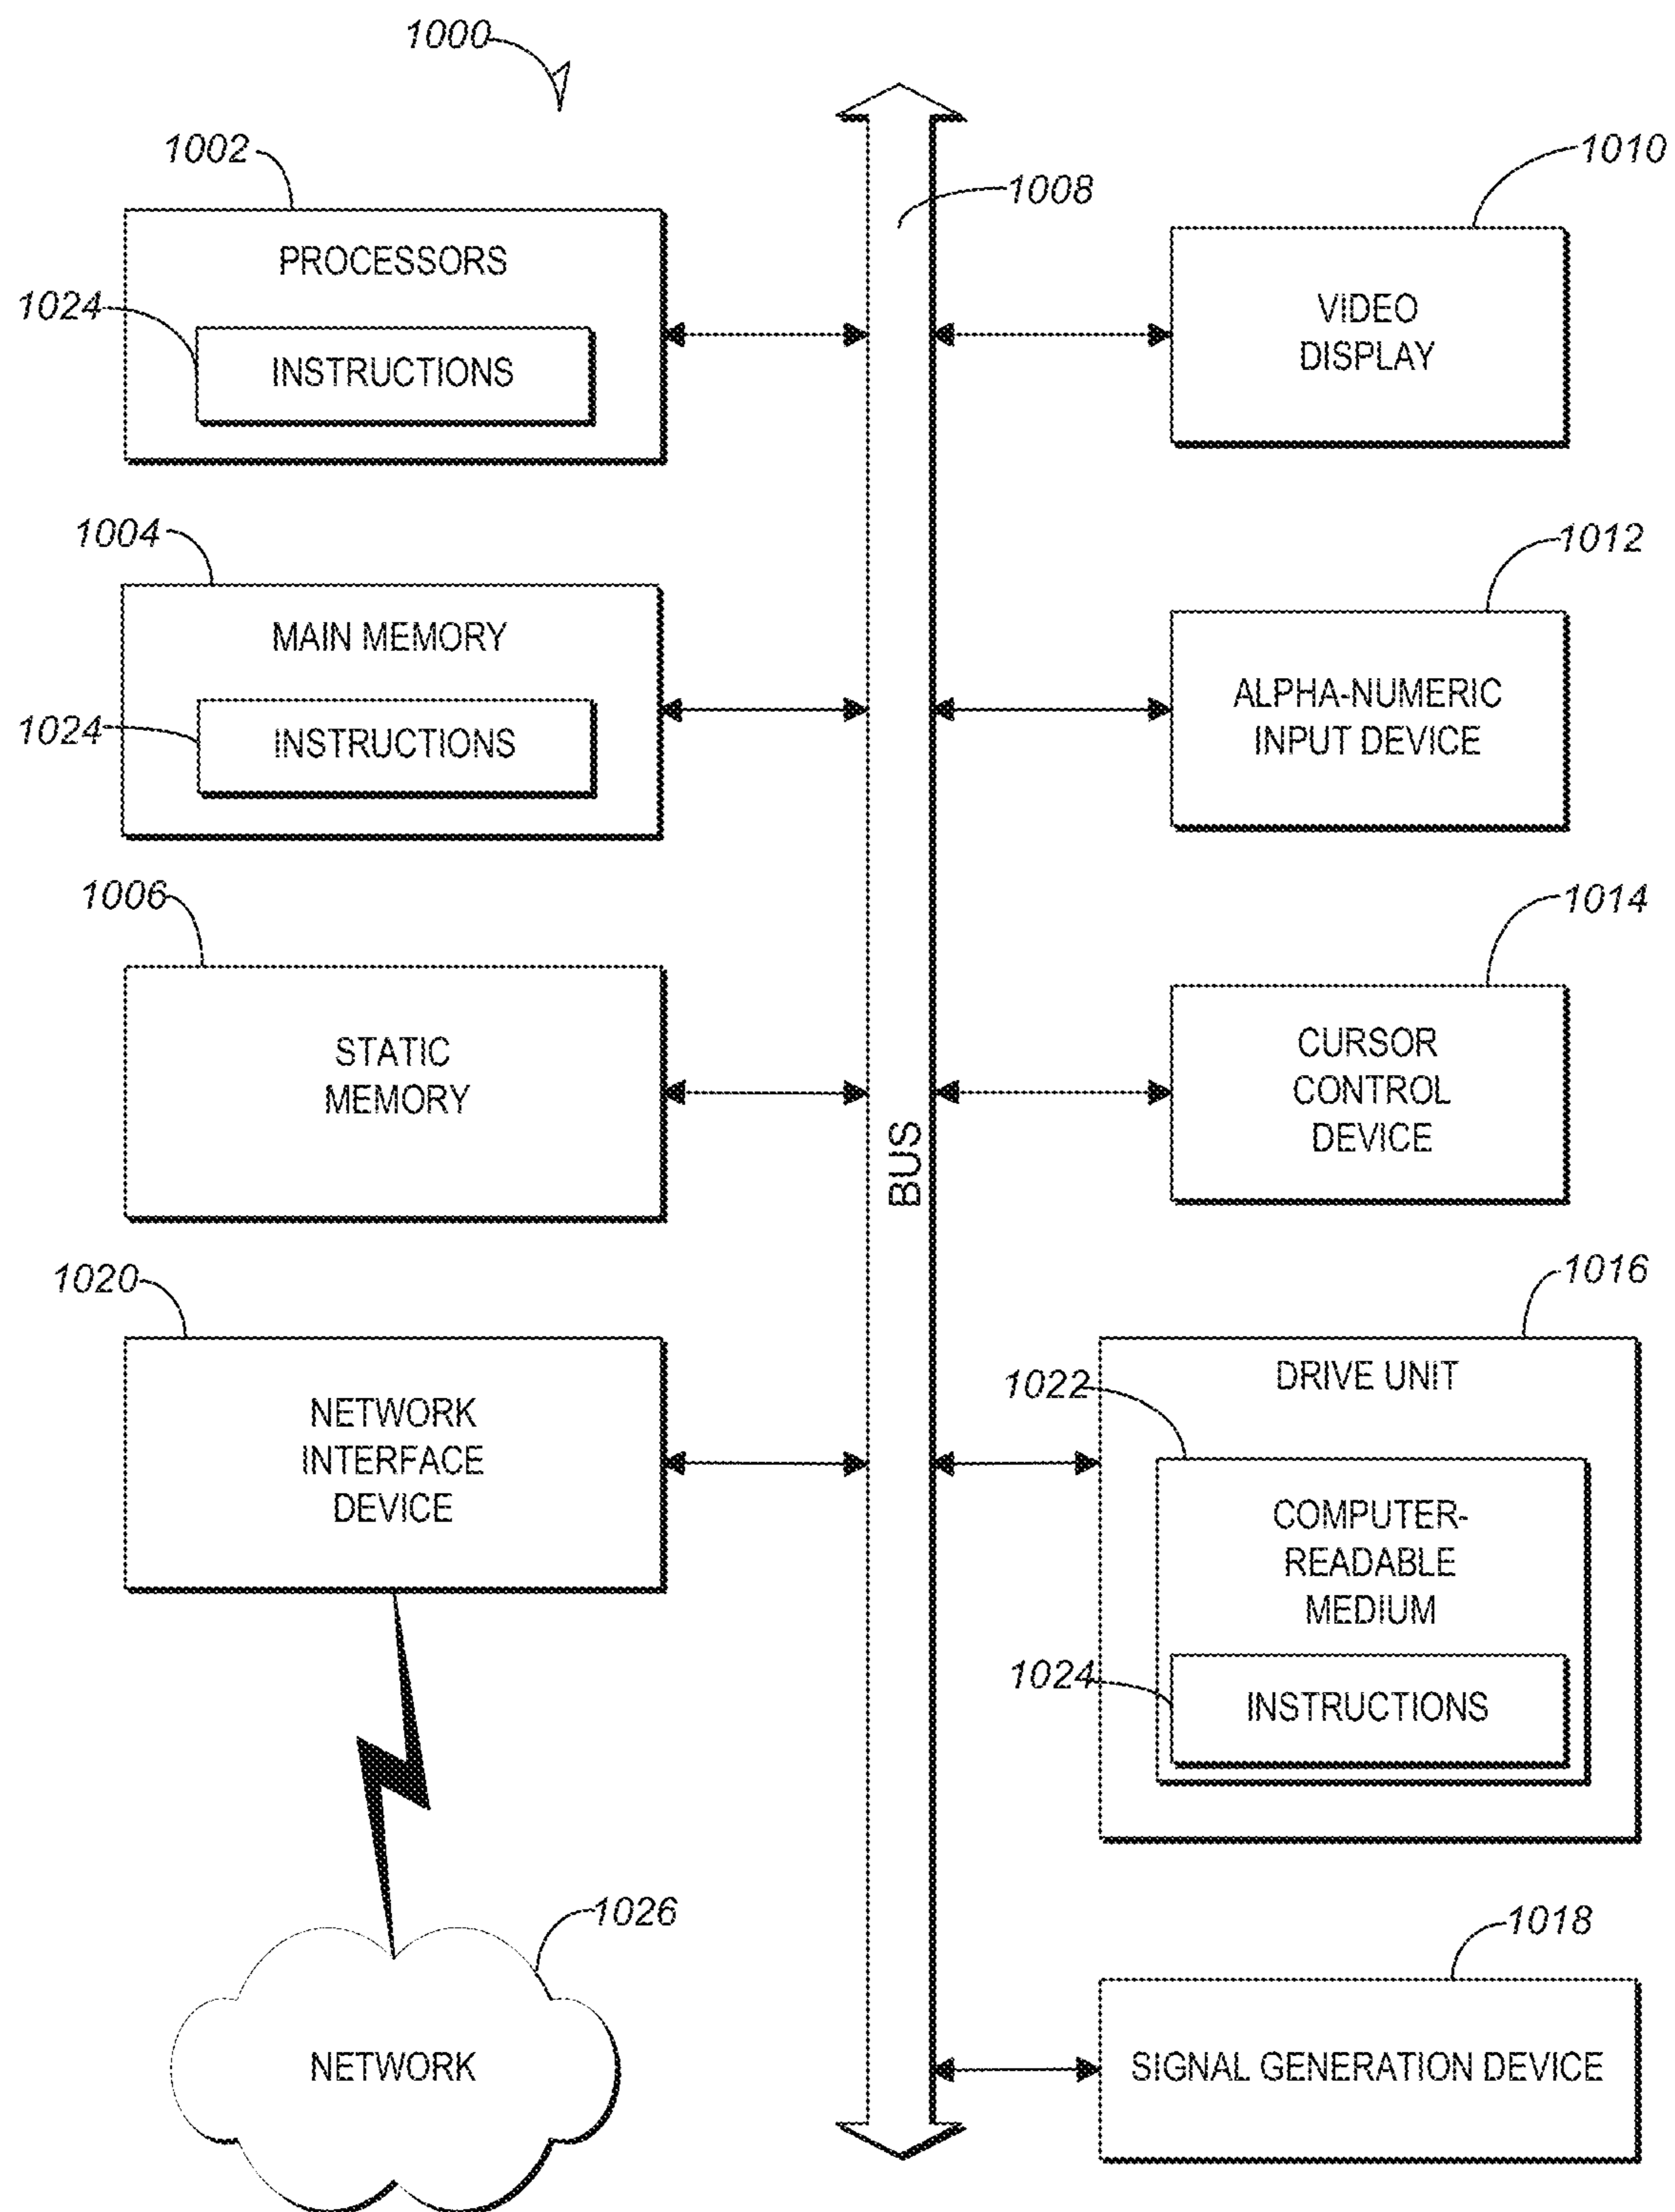 1000
1002
PROCESSORS
1024
INSTRUCTIONS
1004
MAIN MEMORY
1024
INSTRUCTIONS
1006
STATIC
MEMORY
1020
NETWORK
INTERFACE
DEVICE
1026
NETWORK
1008
BUS
1010
VIDEO
DISPLAY
1012
ALPHA-NUMERIC
INPUT DEVICE
1014
CURSOR
CONTROL
DEVICE
1016
DRIVE UNIT
1022
COMPUTER-
READABLE
MEDIUM
1024
INSTRUCTIONS
1018
SIGNAL GENERATION DEVICE